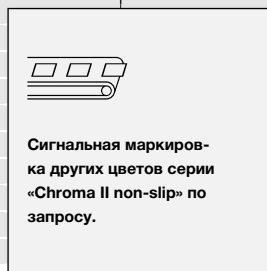 Сигнальная маркиров-
ка других цветов серии
«Chroma II non-slip» по
запросу.